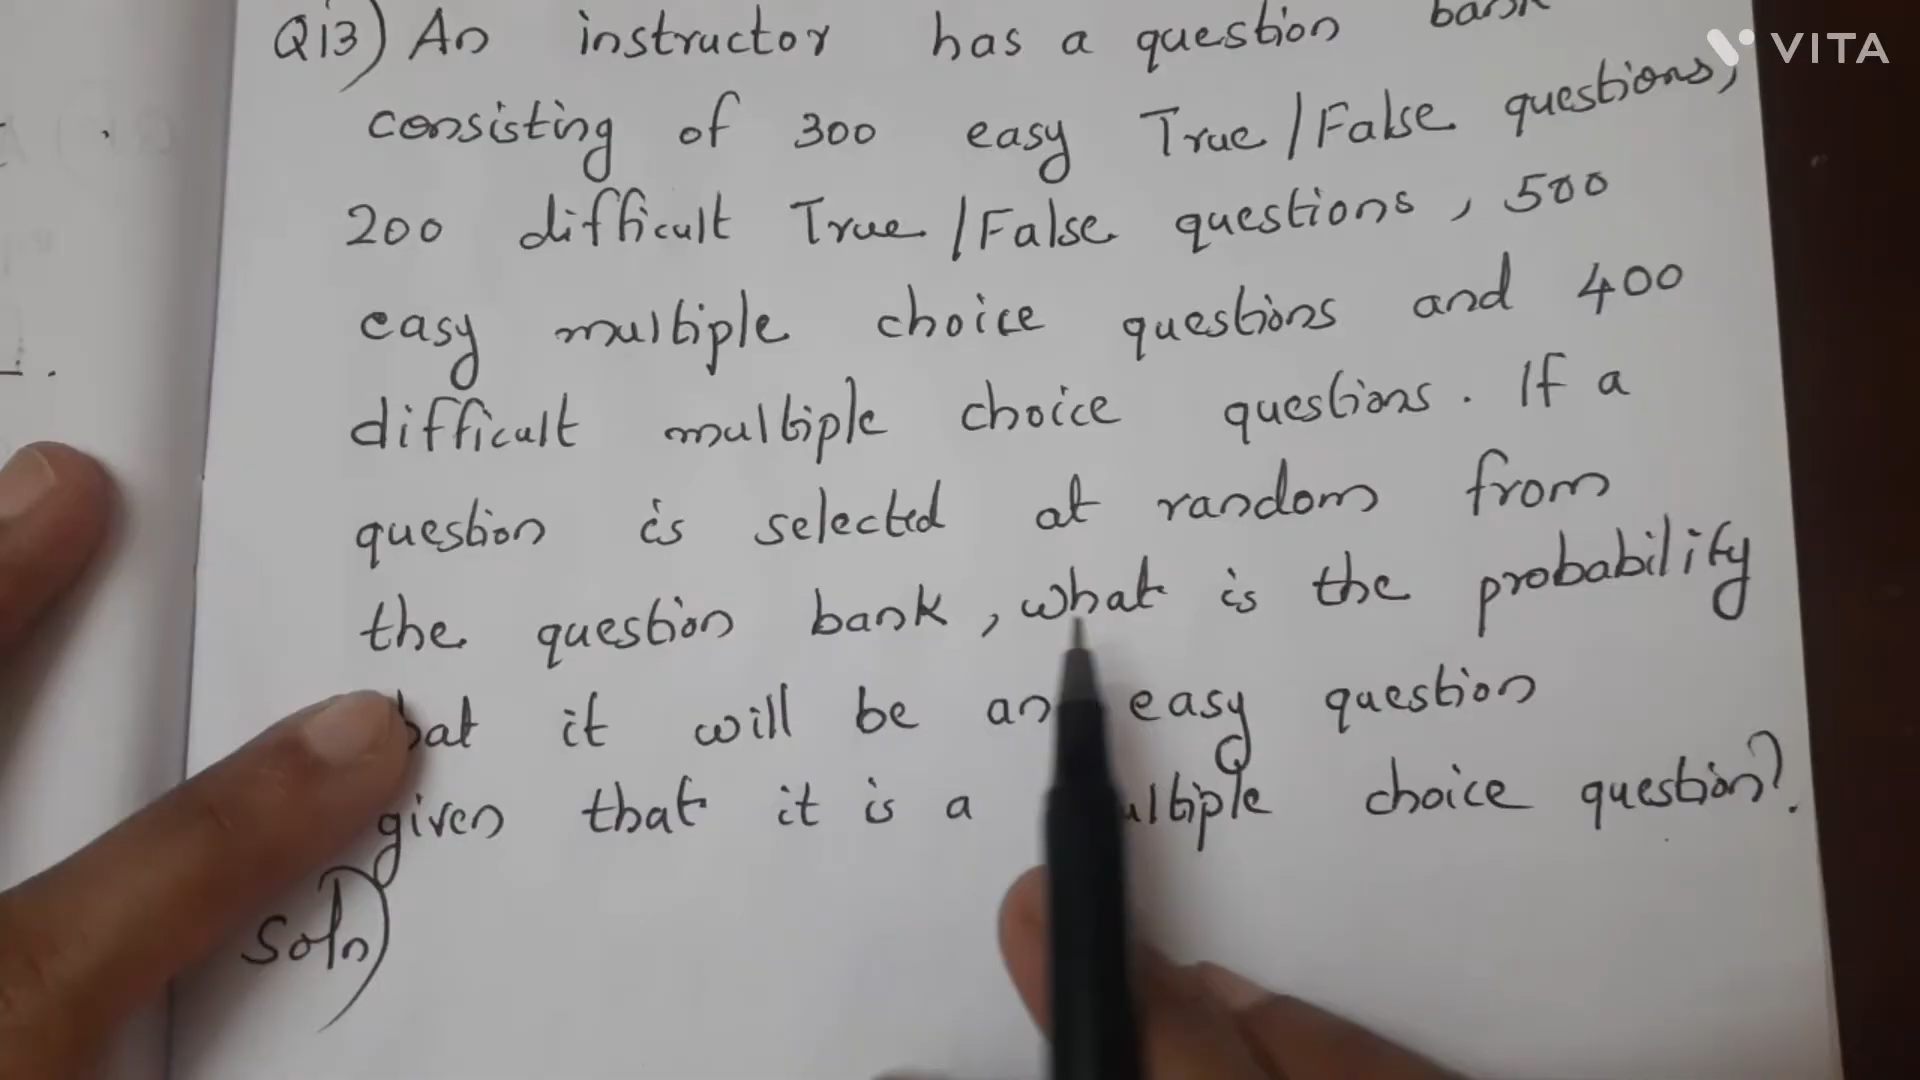 VITA
Q13) An instructor has a question bank
consisting of 300 easy True/False questions,
200 difficult True/False questions, 500
easy multiple choice questions and 400
difficult multiple choice questions. If a
question is selected at random from
the question bank, what is the probability
it will be an easy question
given that it is a choice question?
Soln)